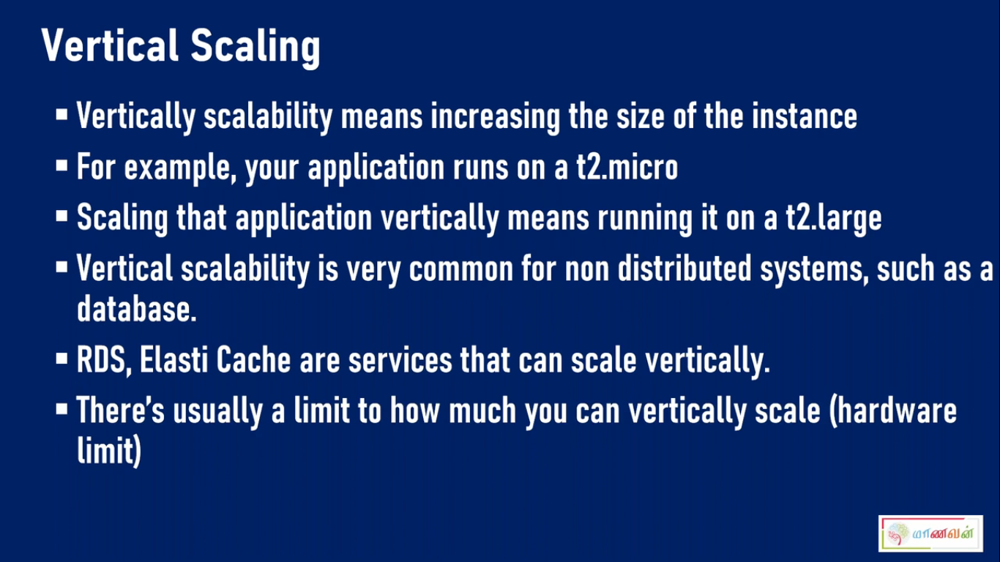 Vertical Scaling
▪ Vertically scalability means increasing the size of the instance
▪ For example, your application runs on a t2.micro
▪ Scaling that application vertically means running it on a t2.large
▪ Vertical scalability is very common for non distributed systems, such as a
database.
▪ RDS, Elasti Cache are services that can scale vertically.
▪ There’s usually a limit to how much you can vertically scale (hardware
limit)
மாணவன்